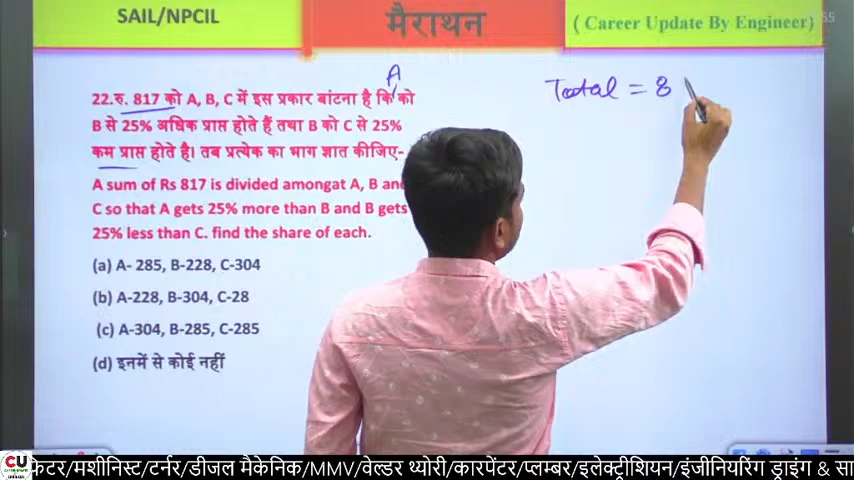 SAIL/NPCIL
मैराथन
( Career Update By Engineer)
55
A
22.रु. 817 को A, B, C में इस प्रकार बांटना है कि को
B से 25% अधिक प्राप्त होते हैं तथा B को C से 25%
कम प्राप्त होते है। तब प्रत्येक का भाग ज्ञात कीजिए-
Total = 8
A sum of Rs 817 is divided amongat A, B and
C so that A gets 25% more than B and B gets
25% less than C. find the share of each.
(a) A- 285, B-228, C-304
(b) A-228, B-304, C-28
(c) A-304, B-285, C-285
(d) इनमें से कोई नहीं
CU
फिटर/मशीनिस्ट/टर्नर/डीजल मैकेनिक/MMV/वेल्डर थ्योरी/कारपेंटर/प्लम्बर/इलेक्ट्रीशियन/इंजीनियरिंग ड्राइंग & सा